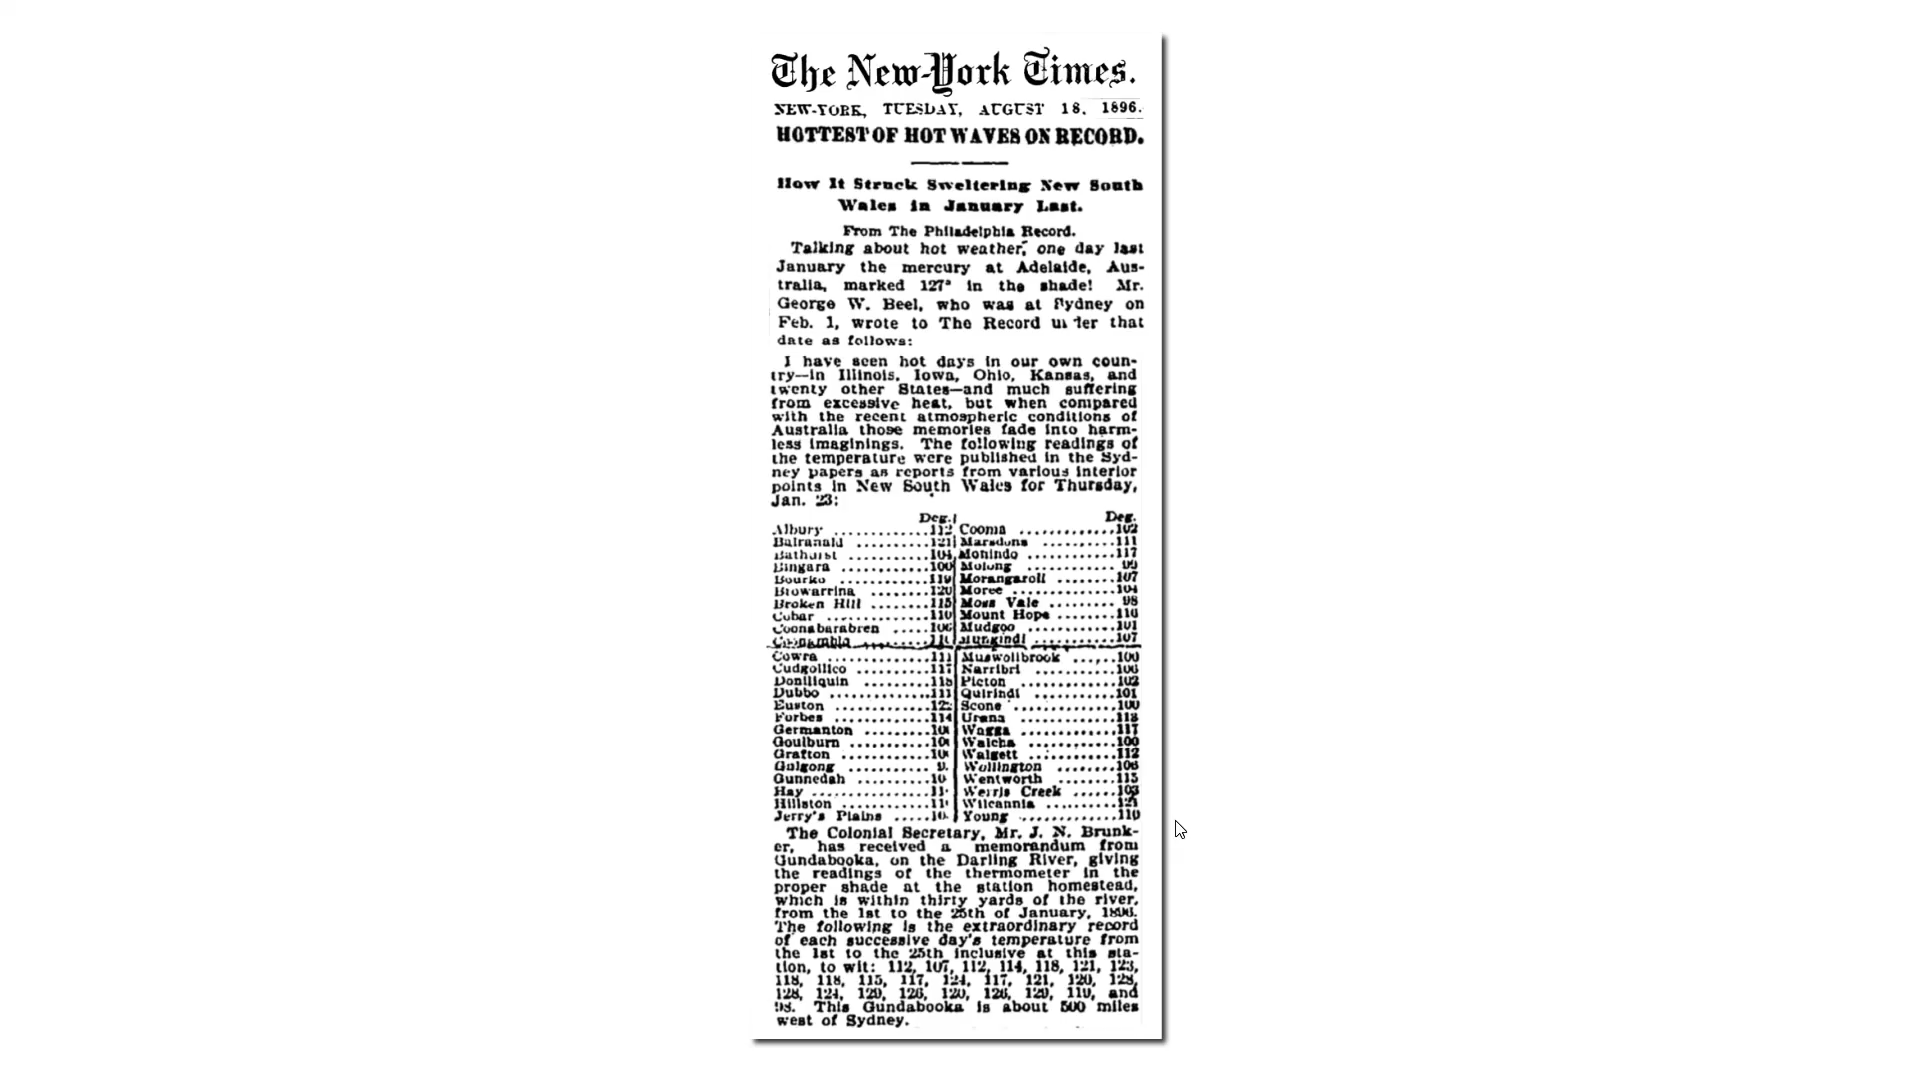 The New-York Times.
NEW-YORK, TUESDAY, AUGUST 18, 1896.
HOTTEST OF HOT WAVES ON RECORD.
How It Struck Sweltering New South
Wales in January Last.
From The Philadelphia Record.
Talking about hot weather, one day last
January the mercury at Adelaide, Aus-
tralia, marked 127° in the shade! Mr.
George W. Beel, who was at Sydney on
Feb. 1, wrote to The Record under that
date as follows:
I have seen hot days in our own coun-
try—in Illinois, Iowa, Ohio, Kansas, and
twenty other States—and much suffering
from excessive heat, but when compared
with the recent atmospheric conditions of
Australia those memories fade into harm-
less imaginings. The following readings of
the temperature were published in the Syd-
ney papers as reports from various interior
points in New South Wales for Thursday,
Jan. 23:
Deg. Deg.
Albury ...........112 Cooma ............102
Balranald ........121 Marsdens .........111
Bathurst .........104 Monindo ...........117
Bingara ..........100 Molong ........... 99
Bourke ...........119 Morangaroll .......107
Brewarrina .......120 Moree ............104
Broken Hill .......115 Moss Vale ......... 98
Cobar ............110 Mount Hope ........110
Coonabarabren .....106 Mudgoo ...........101
Coonamble Mungindi ..........107
Cowra ............111 Muswellbrook ......100
Cudgellico ........117 Narribri ..........106
Deniliquin ........118 Picton ...........102
Dubbo ............111 Quirindi ..........101
Euston ........... Scone ............100
Forbes ...........114 Urana ............118
Germanton ........ Wagga ............117
Goulburn ......... Walcha ...........100
Grafton .......... Walgett ..........112
Gulgong .......... Wellington ........106
Gunnedah ......... Wentworth .........115
Hay .............. Werris Creek ......103
Hillston ......... Wilcannia .........121
Jerry's Plains ..... Young ............110
The Colonial Secretary, Mr. J. N. Brunk-
er, has received a memorandum from
Gundabooka, on the Darling River, giving
the readings of the thermometer in the
proper shade at the station homestead,
which is within thirty yards of the river,
from the 1st to the 25th of January, 1896.
The following is the extraordinary record
of each successive day's temperature from
the 1st to the 25th inclusive at this sta-
tion, to wit: 112, 107, 112, 114, 118, 121, 123,
118, 118, 115, 117, 124, 117, 121, 120, 128,
128, 124, 129, 126, 120, 126, 129, 119, and
98. This Gundabooka is about 500 miles
west of Sydney.